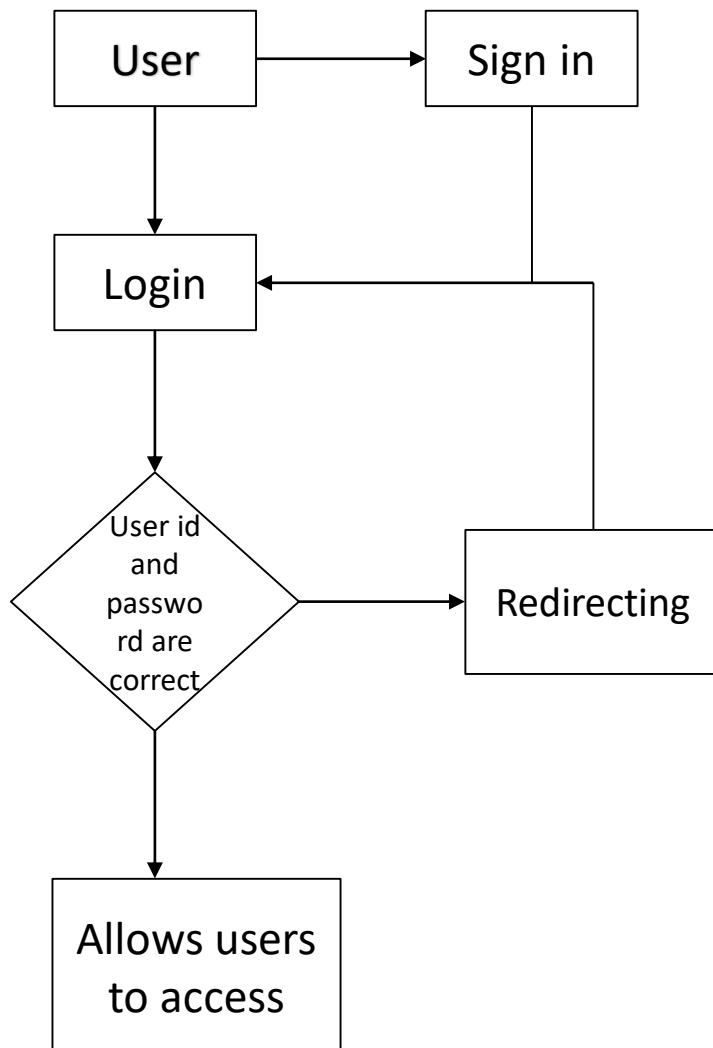 User
Sign in
Login
User id
and
passwo
rd are
correct
Redirecting
Allows users
to access